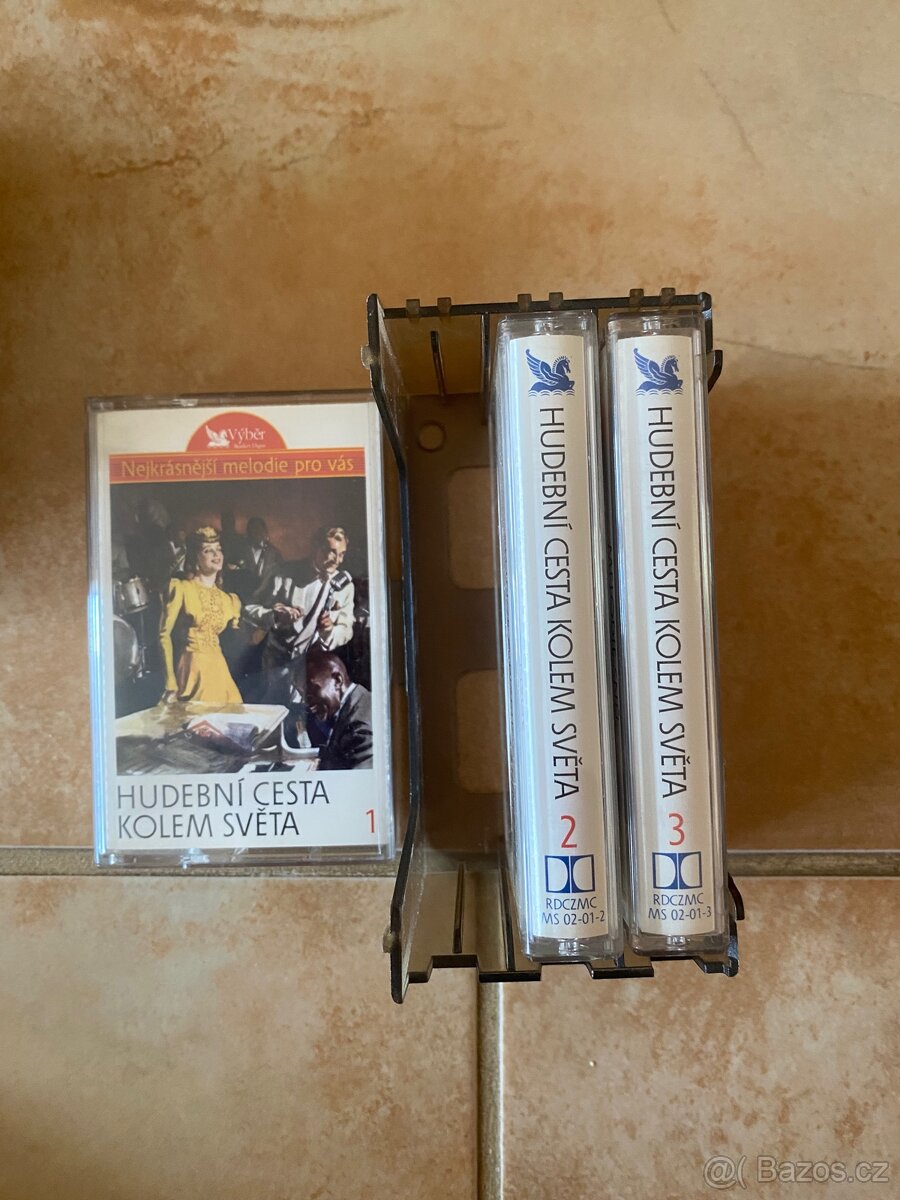 Výběr
Nejkrásnější melodie pro vás
HUDEBNÍ CESTA
KOLEM SVĚTA
1
HUDEBNÍ CESTA KOLEM SVĚTA
2
RDCZMC
MS 02-01-2
HUDEBNÍ CESTA KOLEM SVĚTA
3
RDCZMC
MS 02-01-3
@( Bazos.cz